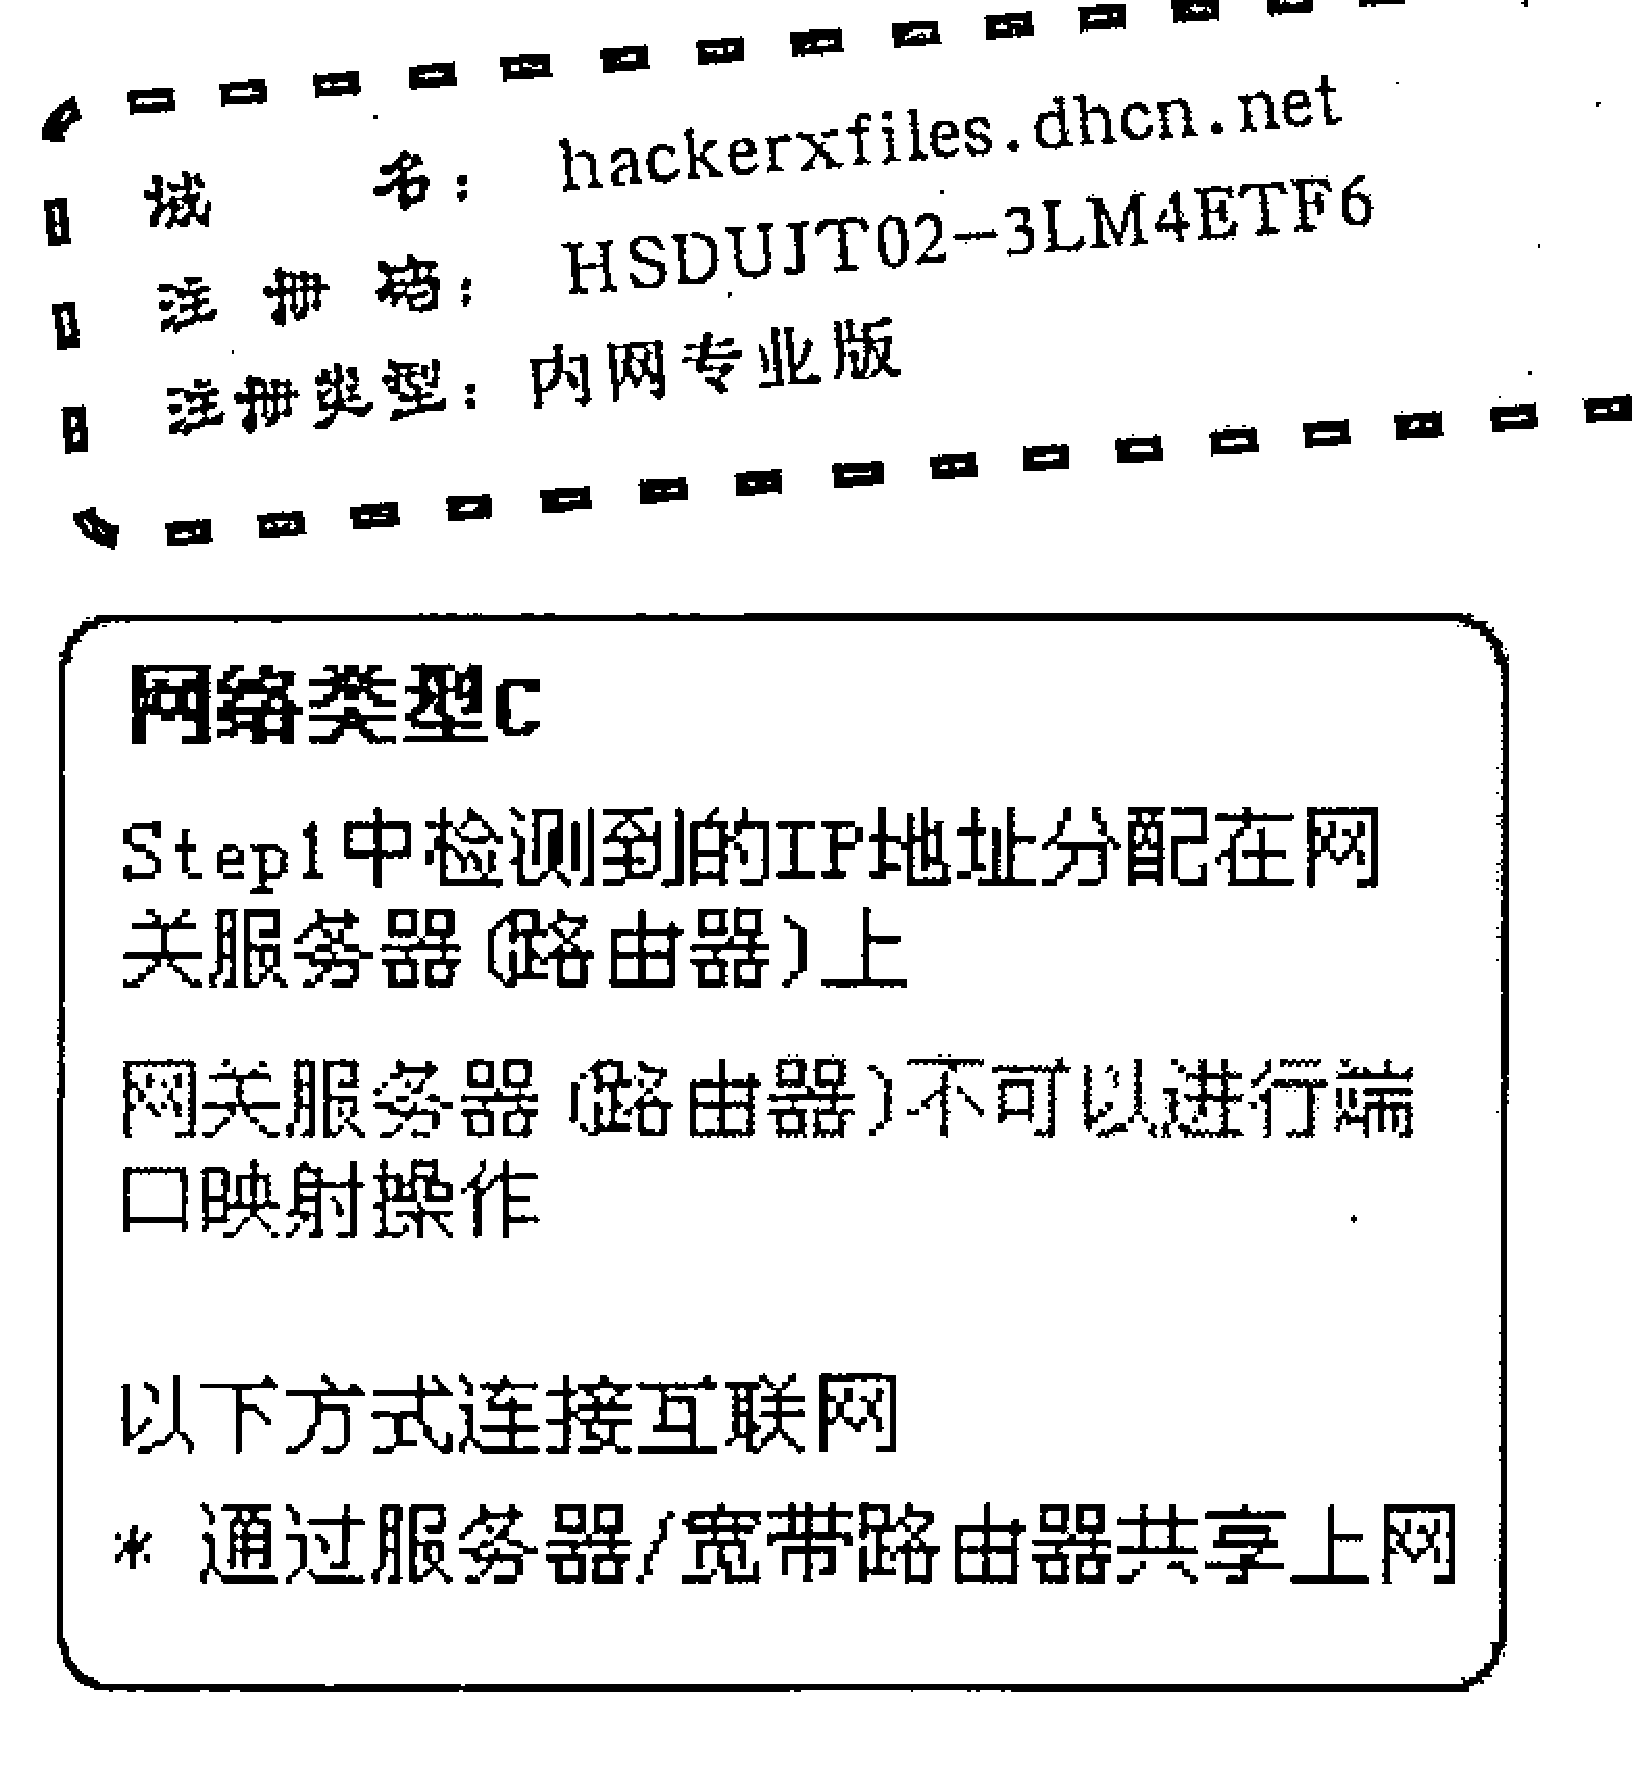 域 名： hackerxfiles.dhcn.net
注 册 码： HSDUJT02-3LM4ETF6
注册类型：内网专业版
网络类型C
Step1中检测到的IP地址分配在网
关服务器(路由器)上
网关服务器(路由器)不可以进行端
口映射操作
以下方式连接互联网
* 通过服务器/宽带路由器共享上网